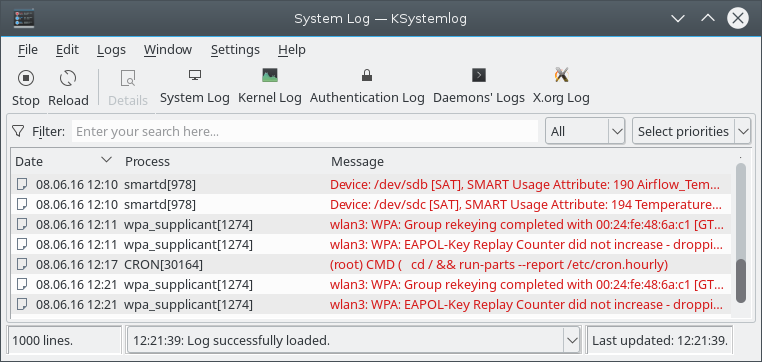 System Log — KSystemlog
File Edit Logs Window Settings Help
Stop Reload Details System Log Kernel Log Authentication Log Daemons' Logs X.org Log
Filter: Enter your search here... All Select priorities
Date Process Message
08.06.16 12:10 smartd[978] Device: /dev/sdb [SAT], SMART Usage Attribute: 190 Airflow_Tem...
08.06.16 12:10 smartd[978] Device: /dev/sdc [SAT], SMART Usage Attribute: 194 Temperature...
08.06.16 12:11 wpa_supplicant[1274] wlan3: WPA: Group rekeying completed with 00:24:fe:48:6a:c1 [GT...
08.06.16 12:11 wpa_supplicant[1274] wlan3: WPA: EAPOL-Key Replay Counter did not increase - droppi...
08.06.16 12:17 CRON[30164] (root) CMD ( cd / && run-parts --report /etc/cron.hourly)
08.06.16 12:21 wpa_supplicant[1274] wlan3: WPA: Group rekeying completed with 00:24:fe:48:6a:c1 [GT...
08.06.16 12:21 wpa_supplicant[1274] wlan3: WPA: EAPOL-Key Replay Counter did not increase - droppi...
1000 lines. 12:21:39: Log successfully loaded. Last updated: 12:21:39.